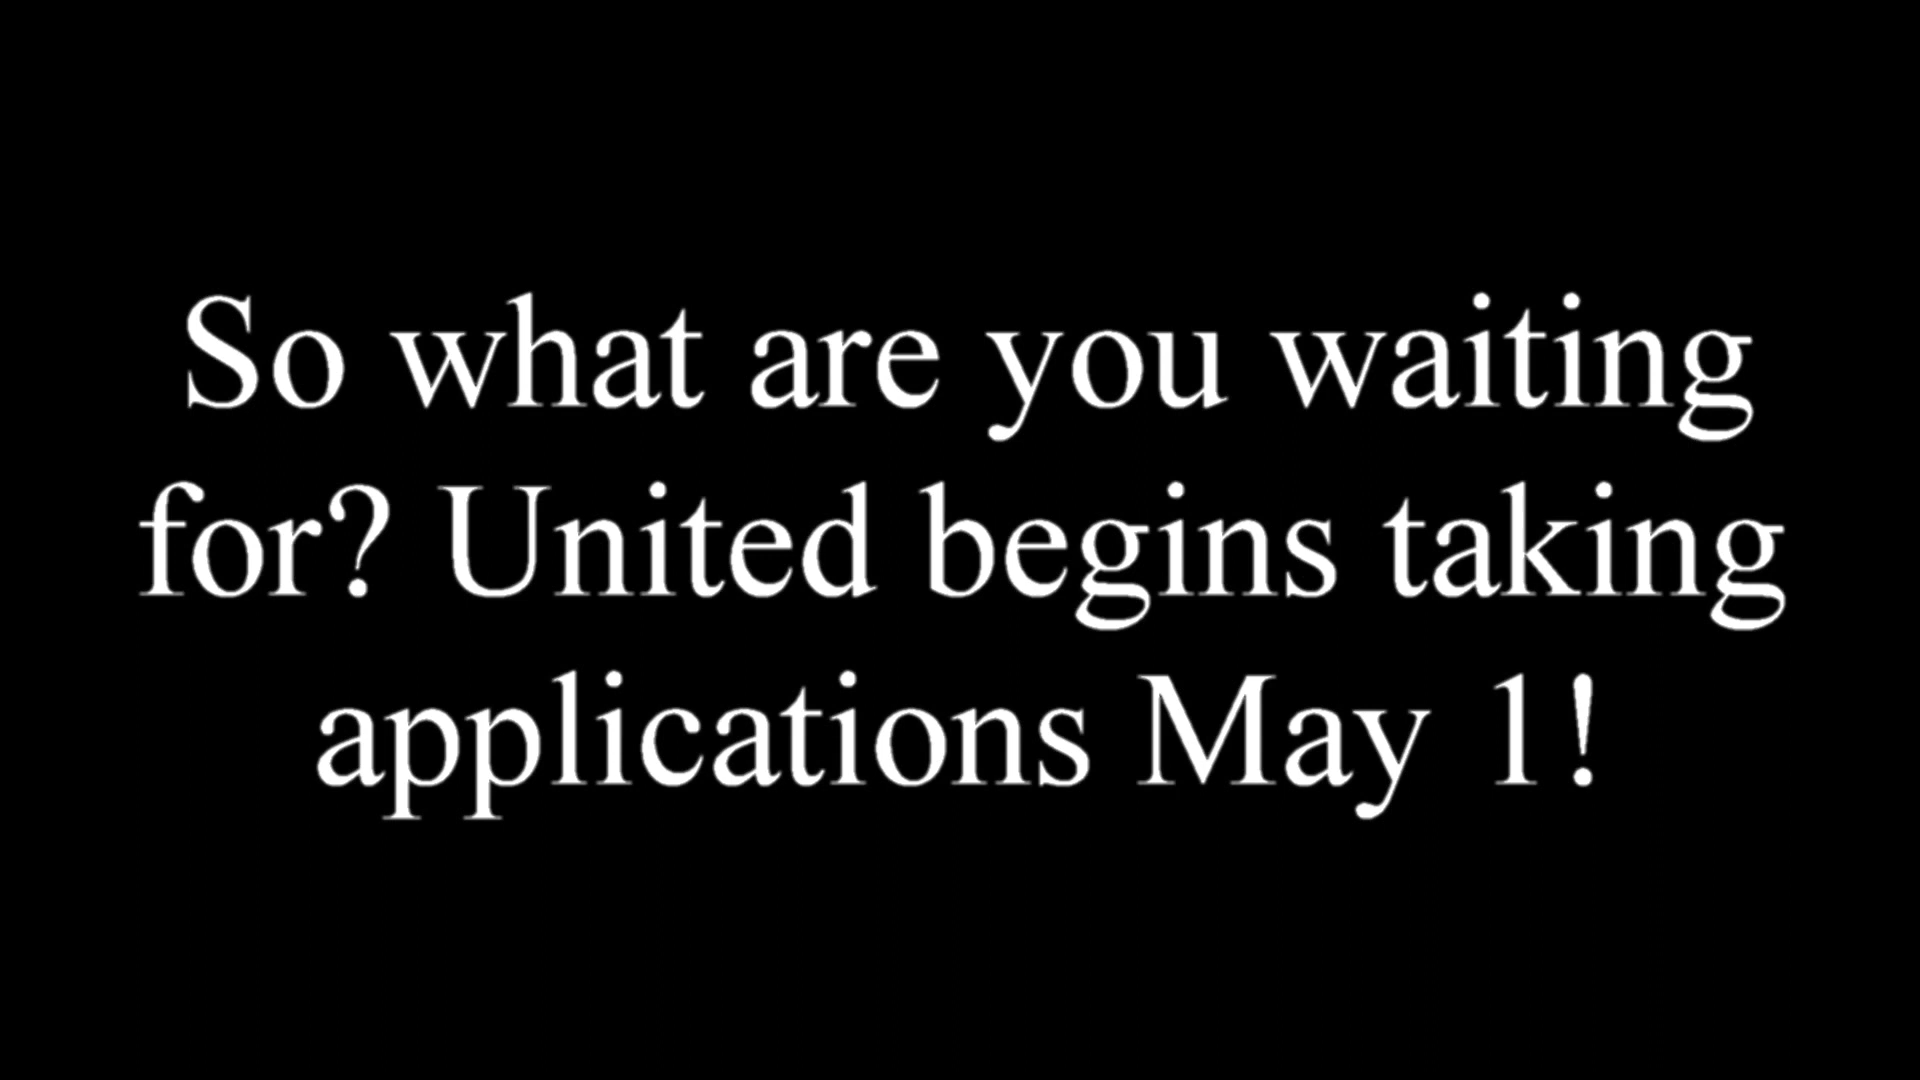 So what are you waiting
for? United begins taking
applications May 1!